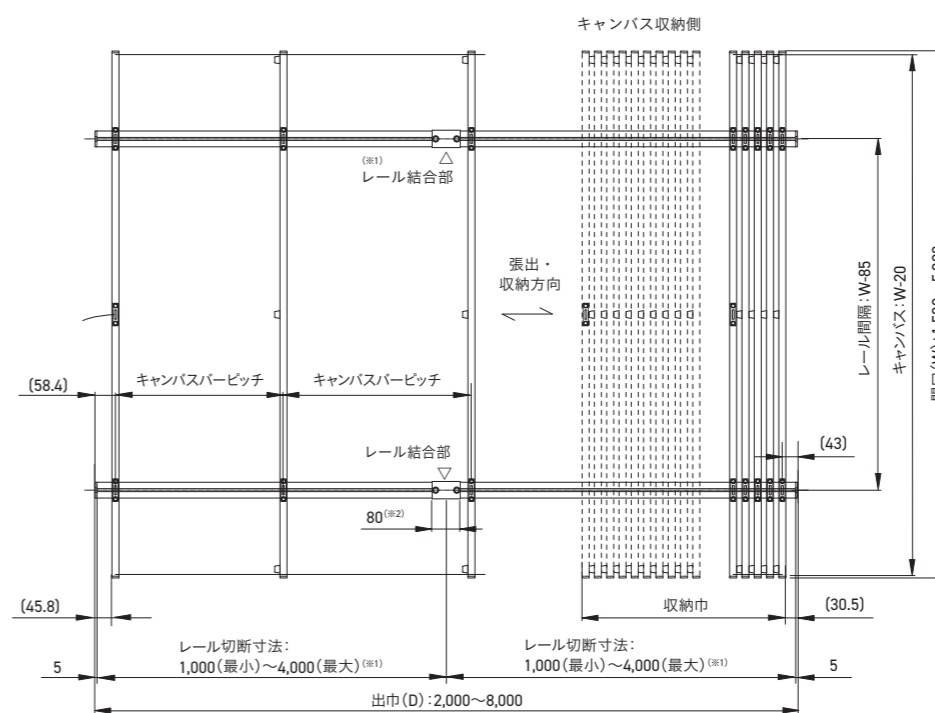 キャンバス収納側
(※1)
レール結合部
張出・
収納方向
レール間隔:W-85
キャンバス:W-20
(58.4)
キャンバスバーピッチ
キャンバスバーピッチ
(43)
レール結合部
80(※2)
(45.8)
収納巾
(30.5)
レール切断寸法:
1,000(最小)〜4,000(最大)(※1)
レール切断寸法:
1,000(最小)〜4,000(最大)(※1)
5
5
出巾(D):2,000〜8,000